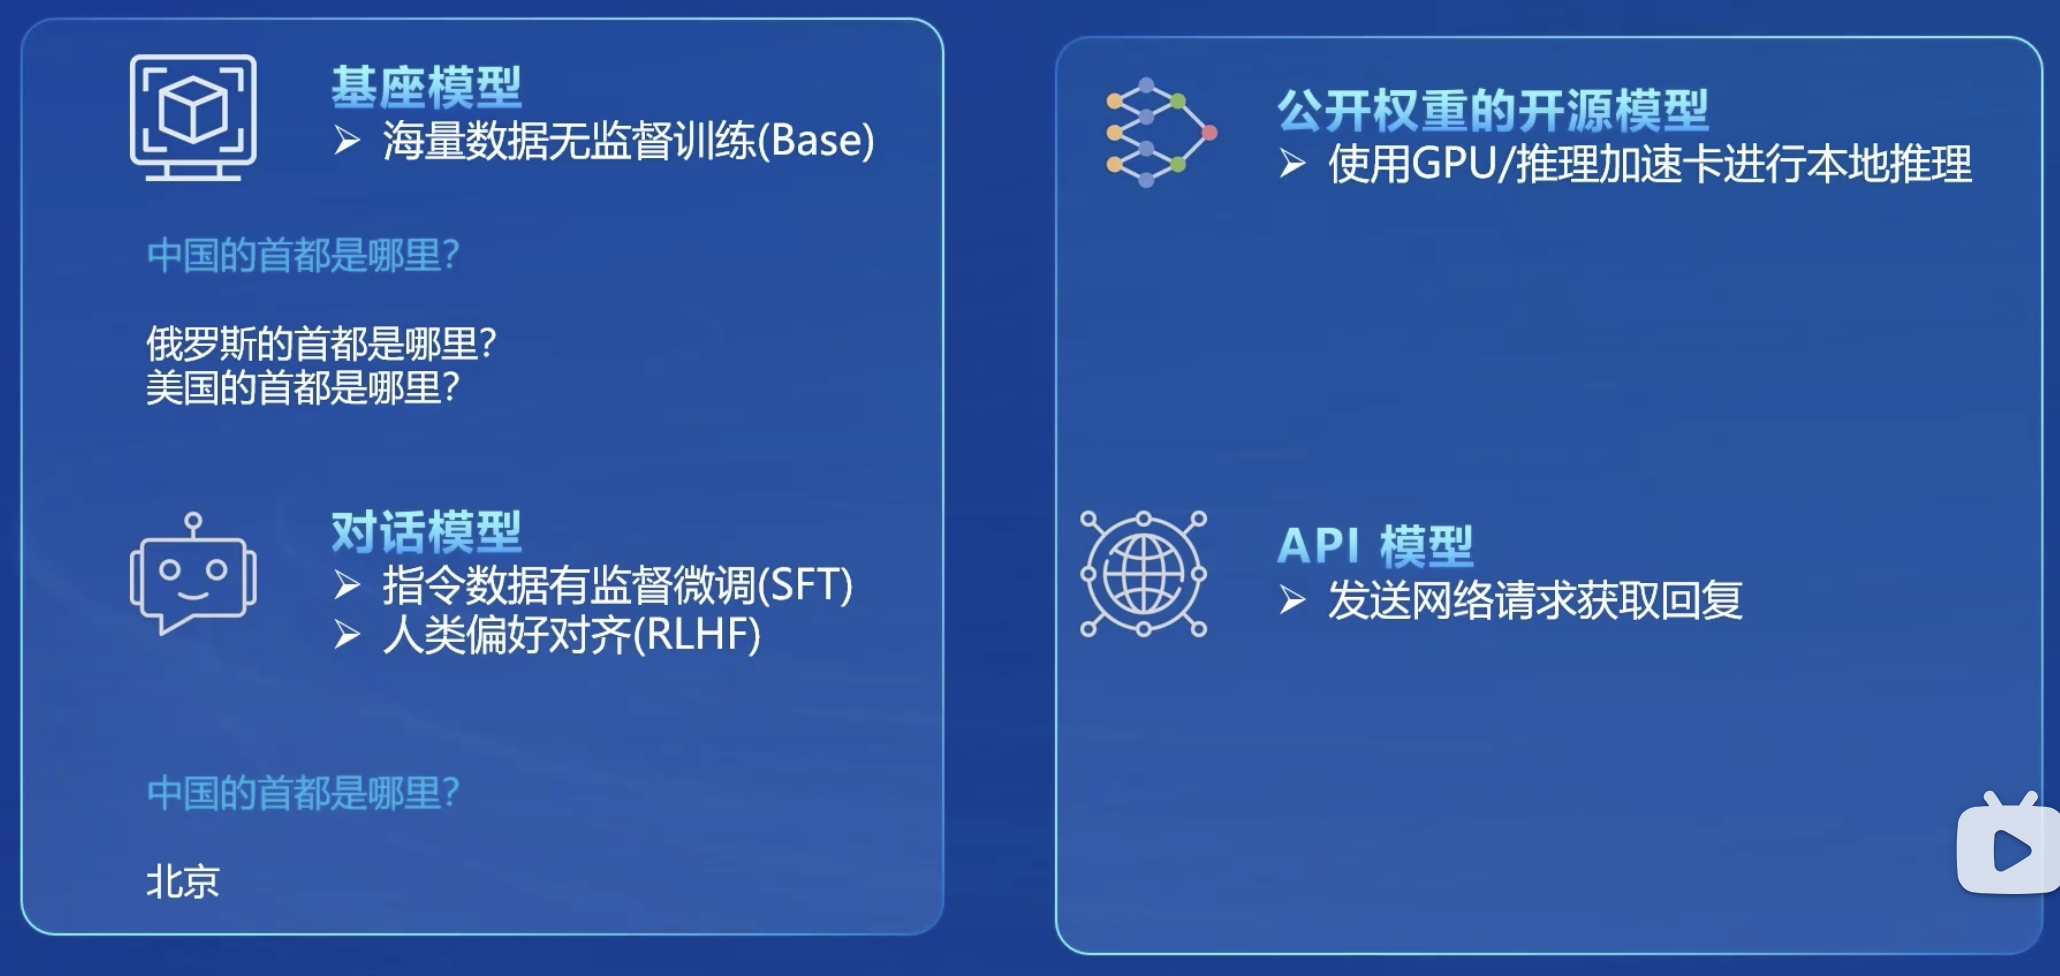 基座模型
➢ 海量数据无监督训练(Base)
中国的首都是哪里?
俄罗斯的首都是哪里?
美国的首都是哪里?
对话模型
➢ 指令数据有监督微调(SFT)
➢ 人类偏好对齐(RLHF)
中国的首都是哪里?
北京
公开权重的开源模型
➢ 使用GPU/推理加速卡进行本地推理
API 模型
➢ 发送网络请求获取回复